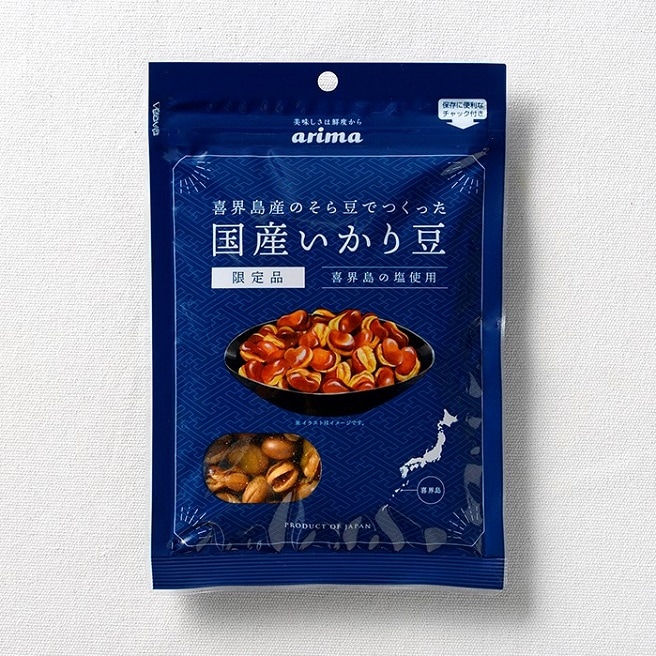 保存に便利な
チャック付き
美味しさは鮮度から
arima
喜界島産のそら豆でつくった
国産いかり豆
限定品
喜界島の塩使用
※イラストはイメージです。
喜界島
PRODUCT OF JAPAN